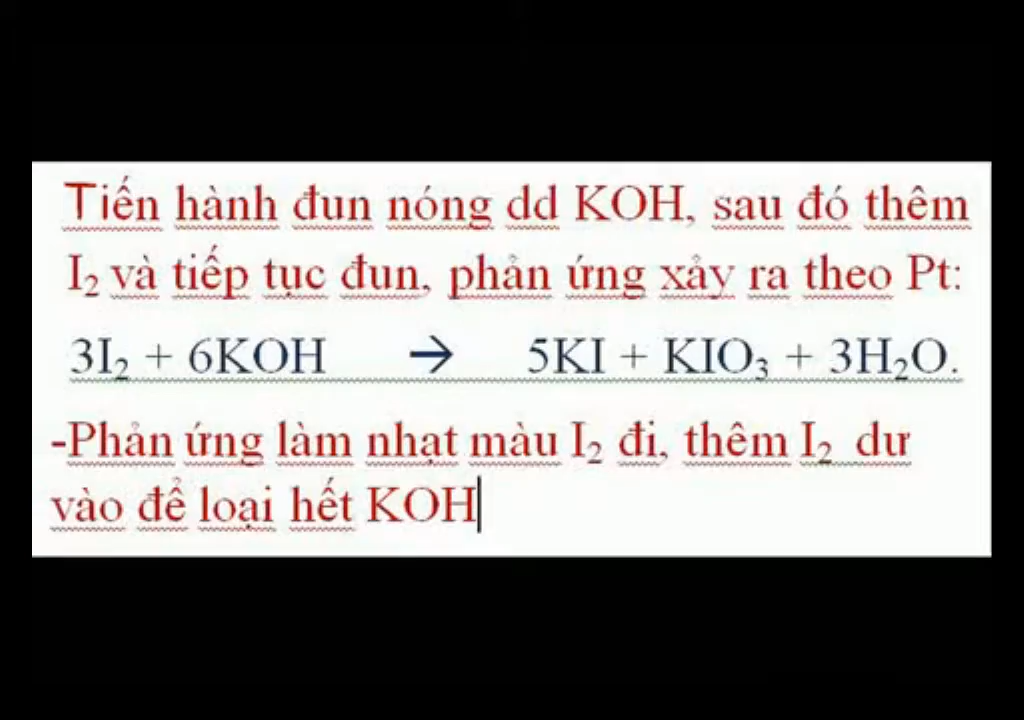 Tiến hành đun nóng dd KOH, sau đó thêm
I₂ và tiếp tục đun, phản ứng xảy ra theo Pt:
3I₂ + 6KOH → 5KI + KIO₃ + 3H₂O.
-Phản ứng làm nhạt màu I₂ đi, thêm I₂ dư
vào để loại hết KOH